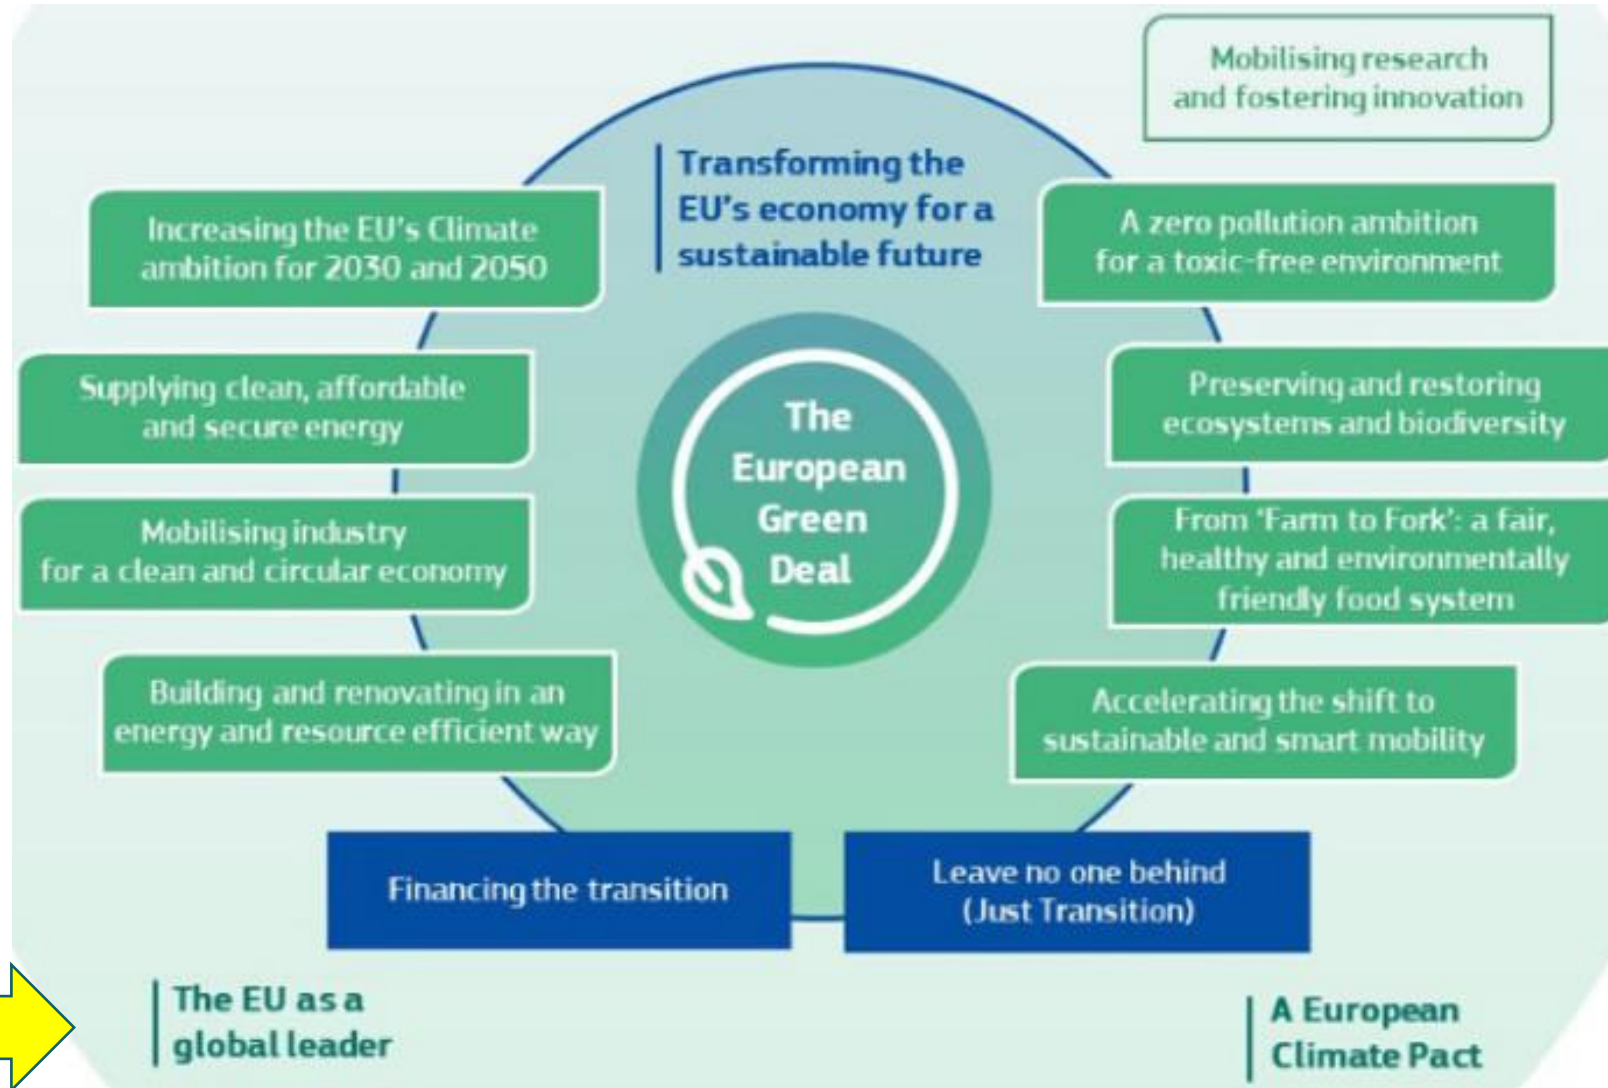 Mobilising research
and fostering innovation
Transforming the
EU's economy for a
sustainable future
Increasing the EU's Climate
ambition for 2030 and 2050
A zero pollution ambition
for a toxic-free environment
Supplying clean, affordable
and secure energy
Preserving and restoring
ecosystems and biodiversity
The
European
Green
Deal
Mobilising industry
for a clean and circular economy
From 'Farm to Fork': a fair,
healthy and environmentally
friendly food system
Building and renovating in an
energy and resource efficient way
Accelerating the shift to
sustainable and smart mobility
Financing the transition
Leave no one behind
(Just Transition)
The EU as a
global leader
A European
Climate Pact